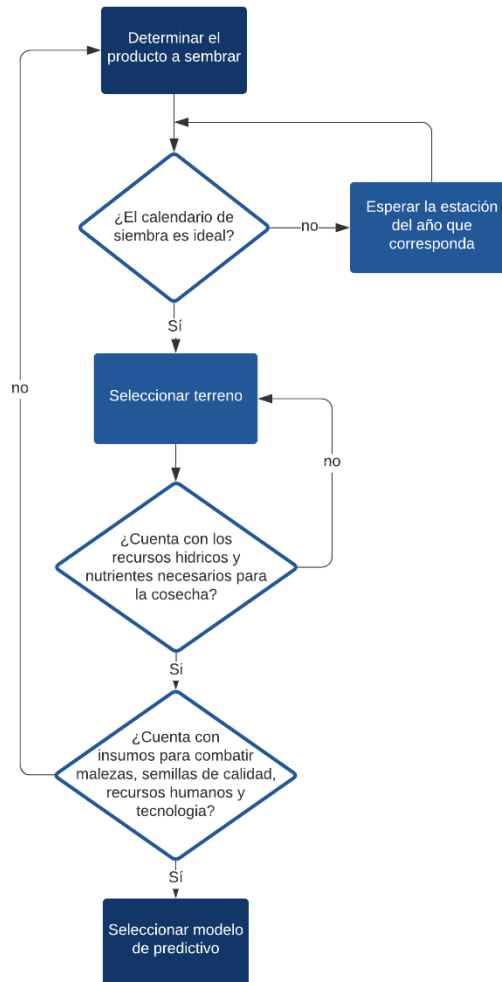 Determinar el
producto a sembrar
¿El calendario de
siembra es ideal?
no
Esperar la estación
del año que
corresponda
Sí
Seleccionar terreno
no
no
¿Cuenta con los
recursos hidricos y
nutrientes necesarios para
la cosecha?
Si
¿Cuenta con
insumos para combatir
malezas, semillas de calidad,
recursos humanos y
tecnologia?
Sí
Seleccionar modelo
de predictivo